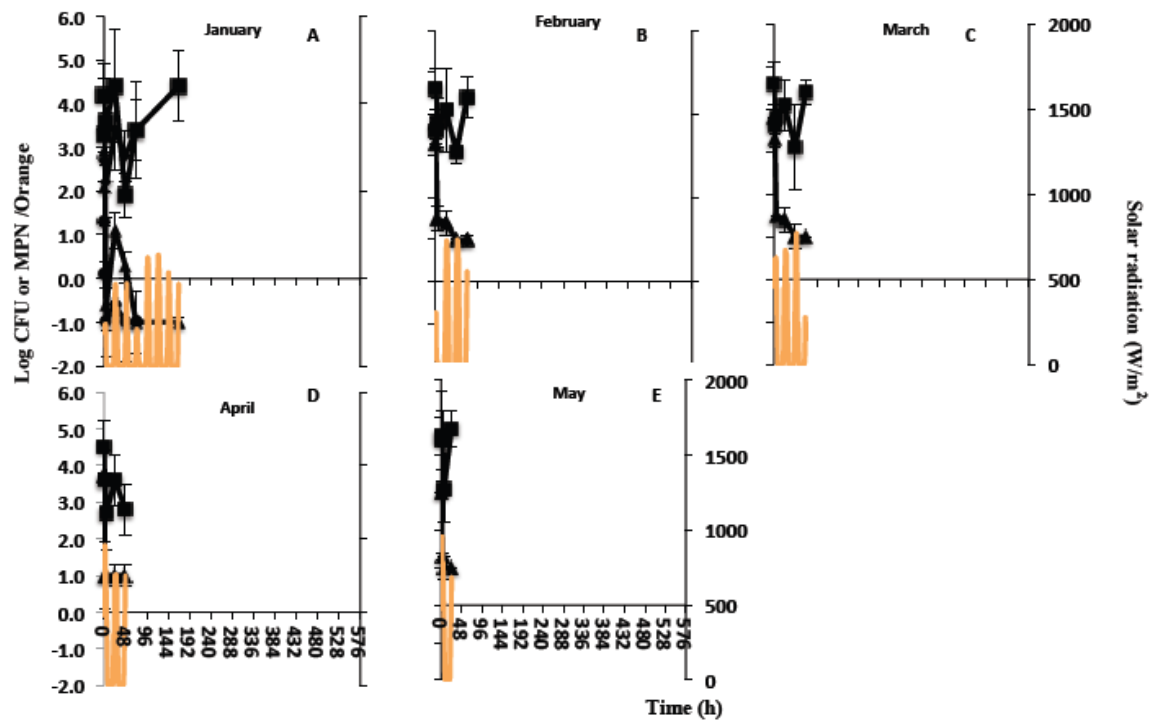 January A
February B
March C
6.0
5.0
4.0
3.0
2.0
1.0
0.0
-1.0
-2.0
Log CFU or MPN /Orange
2000
1500
1000
500
0
Solar radiation (W/m2)
April D
May E
6.0
5.0
4.0
3.0
2.0
1.0
0.0
-1.0
-2.0
0 48 96 144 192 240 288 336 384 432 480 528 576
0 48 96 144 192 240 288 336 384 432 480 528 576
2000
1500
1000
500
0
Time (h)